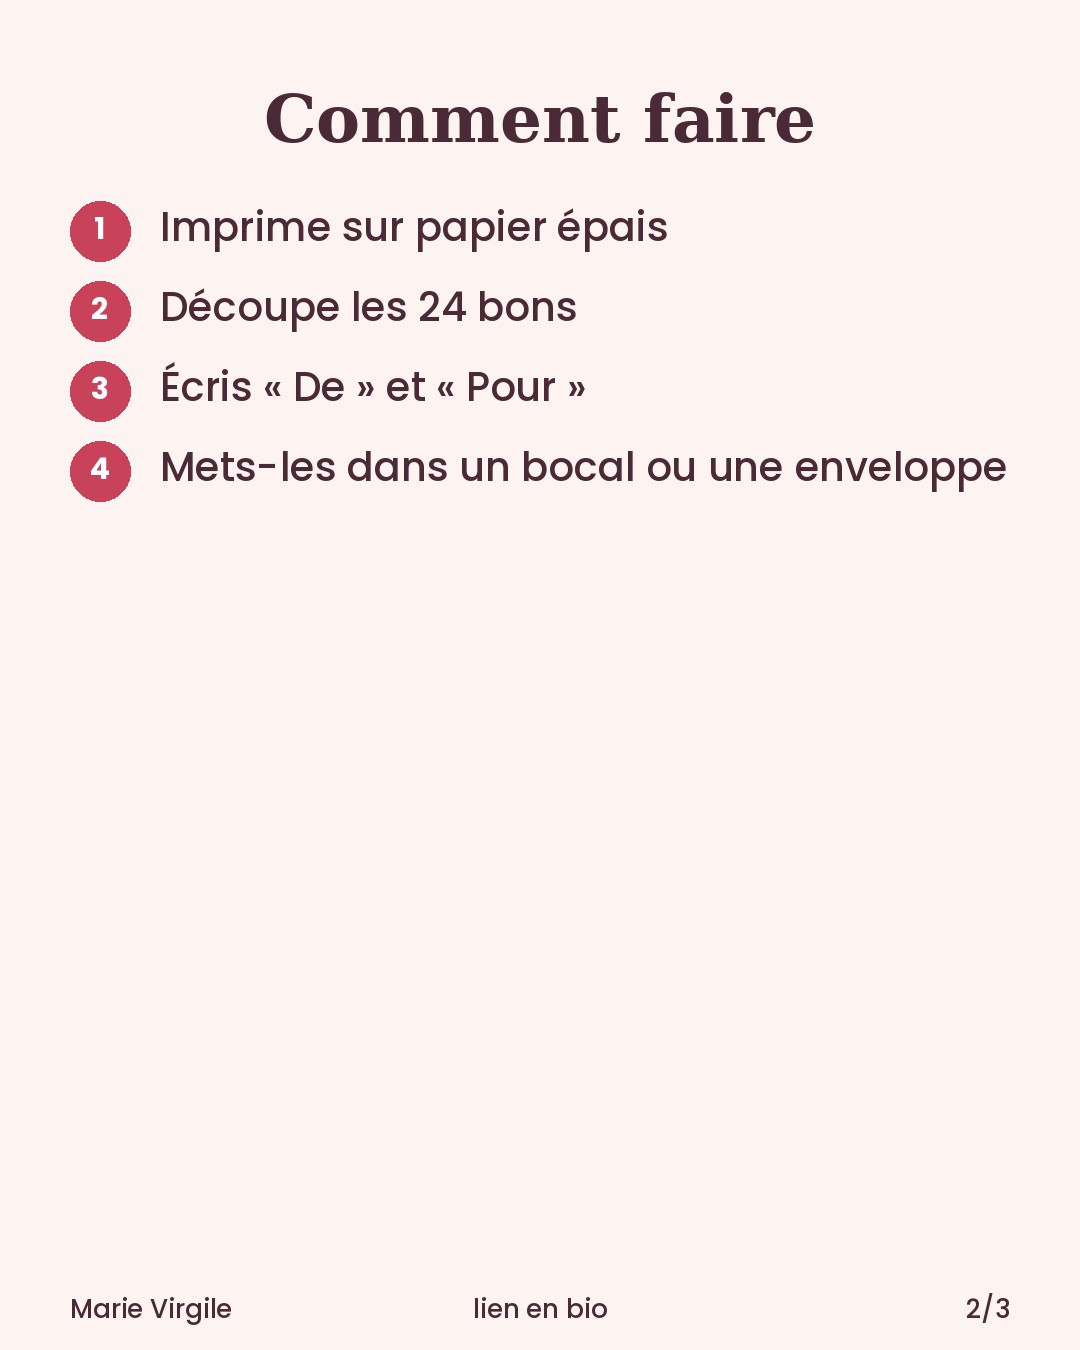 Comment faire
1 Imprime sur papier épais
2 Découpe les 24 bons
3 Écris « De » et « Pour »
4 Mets-les dans un bocal ou une enveloppe
Marie Virgile lien en bio 2/3